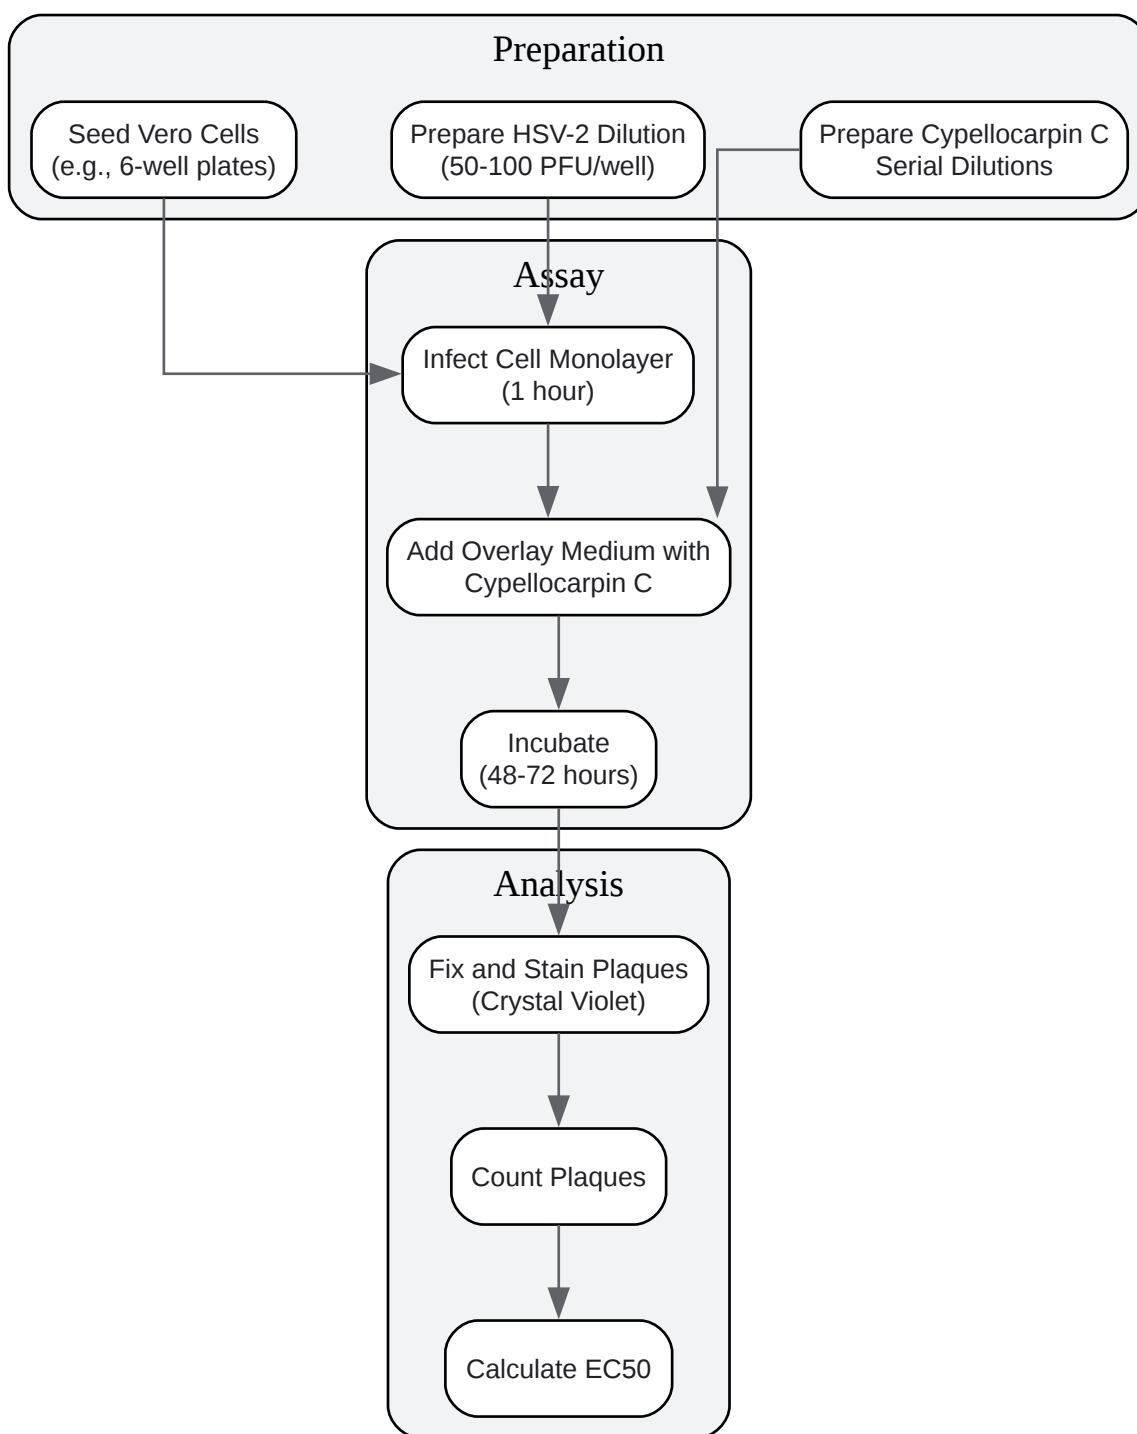 Preparation
Seed Vero Cells
(e.g., 6-well plates)
Prepare HSV-2 Dilution
(50-100 PFU/well)
Prepare Cypellocarpin C
Serial Dilutions
Assay
Infect Cell Monolayer
(1 hour)
Add Overlay Medium with
Cypellocarpin C
Incubate
(48-72 hours)
Analysis
Fix and Stain Plaques
(Crystal Violet)
Count Plaques
Calculate EC50